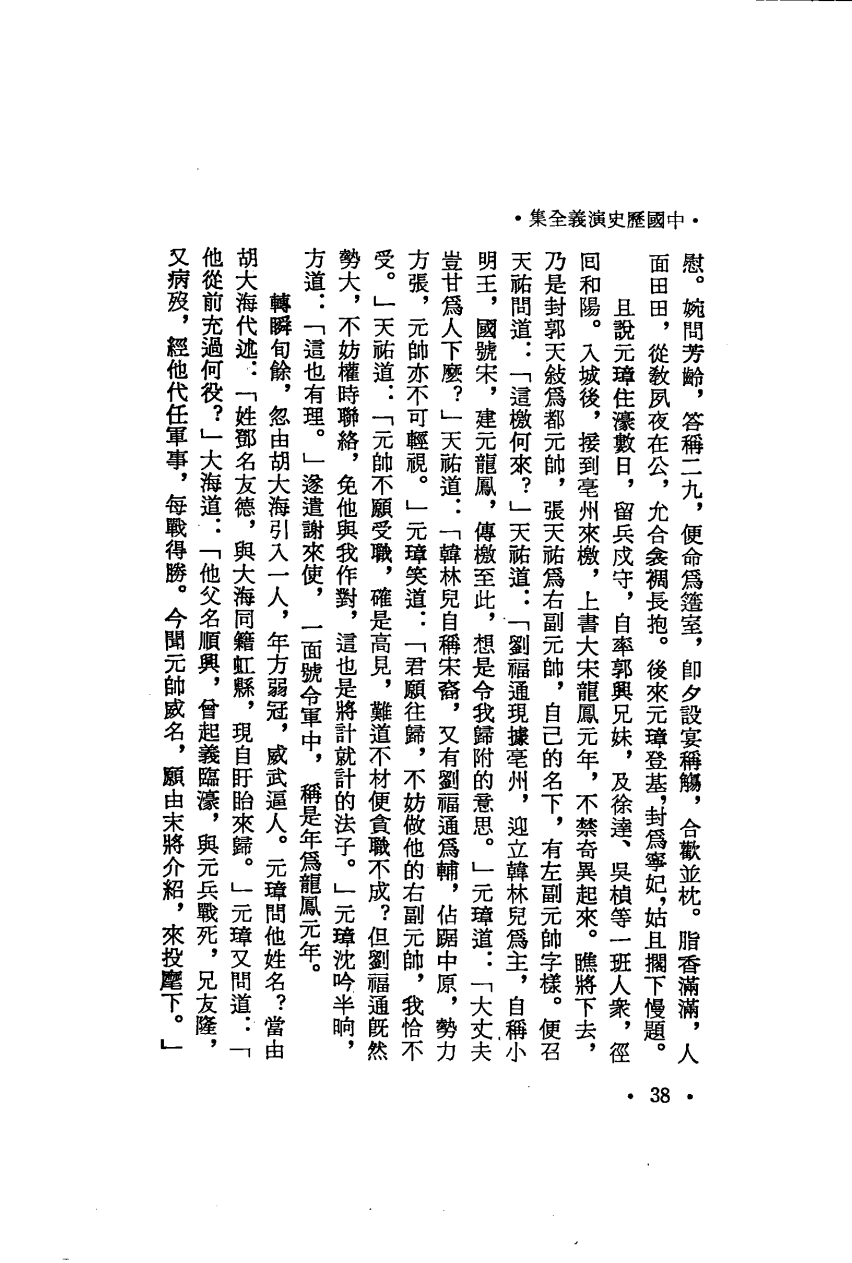 ·中國歷史演義全集·
慰。婉問芳齡，答稱二九，便命爲簉室，卽夕設宴稱觴，合歡並枕。脂香滿滿，人
面田田，從教夙夜在公，允合衾裯長抱。後來元璋登基，封爲寧妃，姑且擱下慢題。
且說元璋住濠數日，留兵戍守，自率郭興兄妹，及徐達、吳楨等一班人衆，徑
回和陽。入城後，接到亳州來檄，上書大宋龍鳳元年，不禁奇異起來。瞧將下去，
乃是封郭天敍爲都元帥，張天祐爲右副元帥，自己的名下，有左副元帥字樣。便召
天祐問道：「這檄何來？」天祐道：「劉福通現據亳州，迎立韓林兒爲主，自稱小
明王，國號宋，建元龍鳳，傳檄至此，想是令我歸附的意思。」元璋道：「大丈夫
豈甘爲人下麼？」天祐道：「韓林兒自稱宋裔，又有劉福通爲輔，佔踞中原，勢力
方張，元帥亦不可輕視。」元璋笑道：「君願往歸，不妨做他的右副元帥，我恰不
受。」天祐道：「元帥不願受職，確是高見，難道不材便貪職不成？但劉福通旣然
勢大，不妨權時聯絡，免他與我作對，這也是將計就計的法子。」元璋沈吟半晌，
方道：「這也有理。」遂遣謝來使，一面號令軍中，稱是年爲龍鳳元年。
轉瞬旬餘，忽由胡大海引入一人，年方弱冠，威武逼人。元璋問他姓名？當由
胡大海代述：「姓鄧名友德，與大海同籍虹縣，現自盱眙來歸。」元璋又問道：「
他從前充過何役？」大海道：「他父名順興，曾起義臨濠，與元兵戰死，兄友隆，
又病歿，經他代任軍事，每戰得勝。今聞元帥威名，願由末將介紹，來投麾下。」
· 38 ·